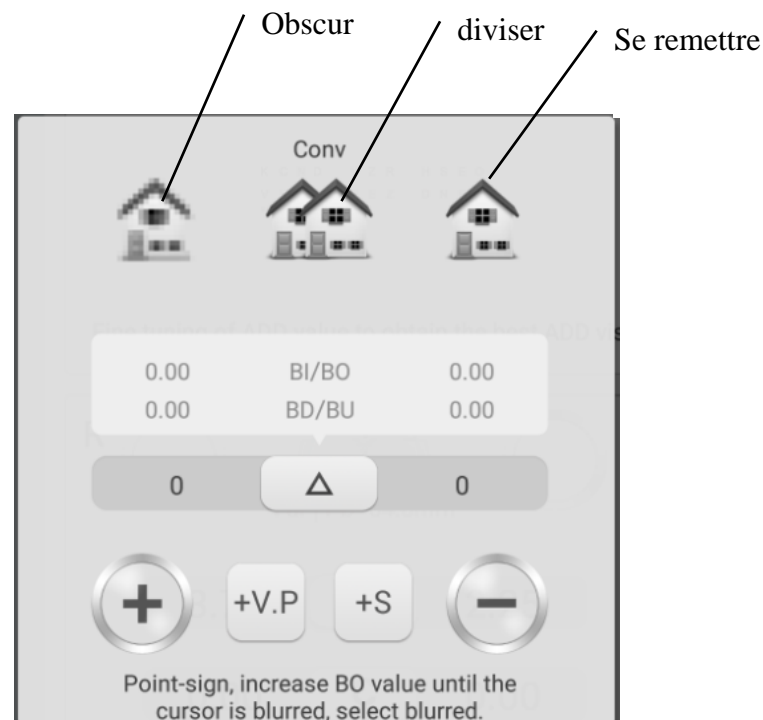 Obscur
diviser
Se remettre
Conv
0.00 BI/BO 0.00
0.00 BD/BU 0.00
0 △ 0
+ +V.P +S −
Point-sign, increase BO value until the
cursor is blurred, select blurred.